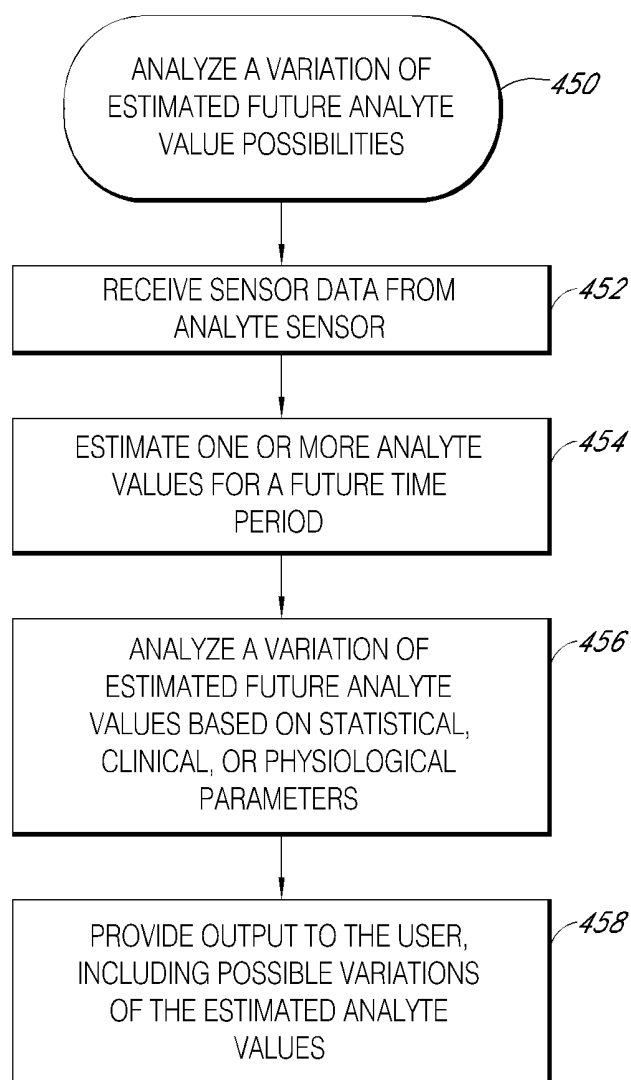 ANALYZE A VARIATION OF
ESTIMATED FUTURE ANALYTE
VALUE POSSIBILITIES
450
RECEIVE SENSOR DATA FROM
ANALYTE SENSOR
452
ESTIMATE ONE OR MORE ANALYTE
VALUES FOR A FUTURE TIME
PERIOD
454
ANALYZE A VARIATION OF
ESTIMATED FUTURE ANALYTE
VALUES BASED ON STATISTICAL,
CLINICAL, OR PHYSIOLOGICAL
PARAMETERS
456
PROVIDE OUTPUT TO THE USER,
INCLUDING POSSIBLE VARIATIONS
OF THE ESTIMATED ANALYTE
VALUES
458